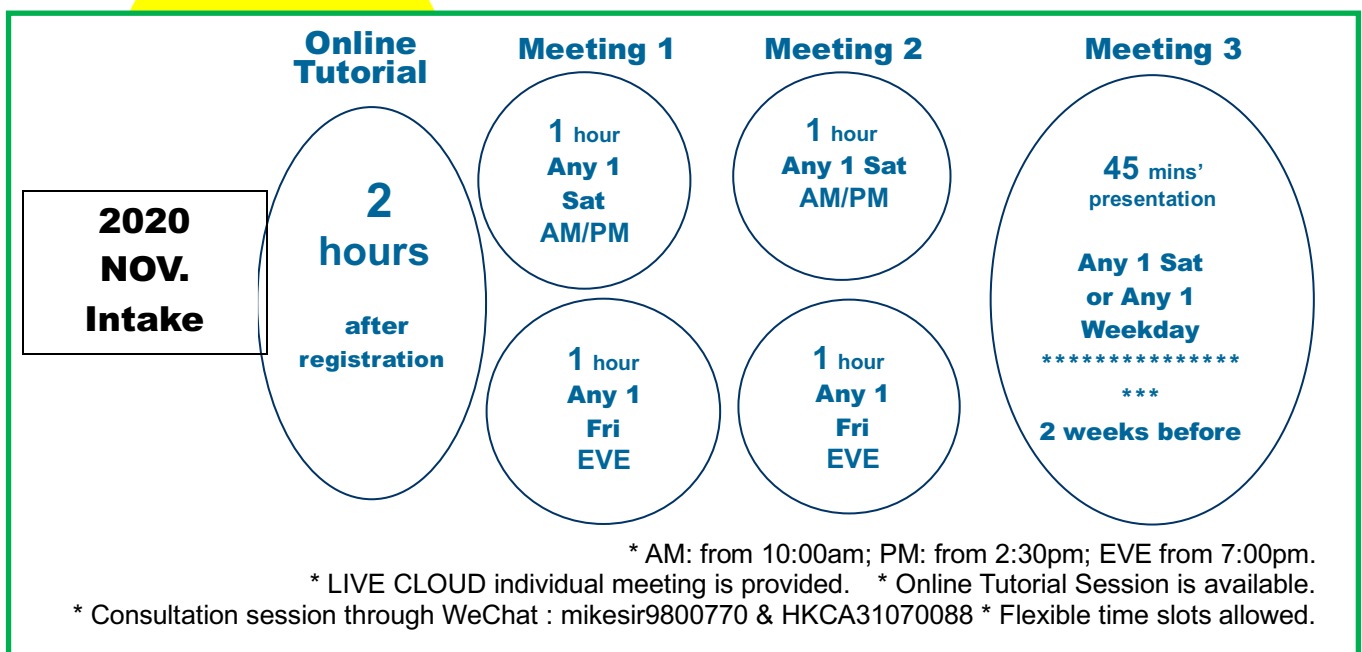 2020
NOV.
Intake
Online
Tutorial
2
hours
after
registration
Meeting 1
1 hour
Any 1
Sat
AM/PM
1 hour
Any 1
Fri
EVE
Meeting 2
1 hour
Any 1 Sat
AM/PM
1 hour
Any 1
Fri
EVE
Meeting 3
45 mins’
presentation
Any 1 Sat
or Any 1
Weekday
***************
***
2 weeks before
* AM: from 10:00am; PM: from 2:30pm; EVE from 7:00pm.
* LIVE CLOUD individual meeting is provided. * Online Tutorial Session is available.
* Consultation session through WeChat : mikesir9800770 & HKCA31070088 * Flexible time slots allowed.